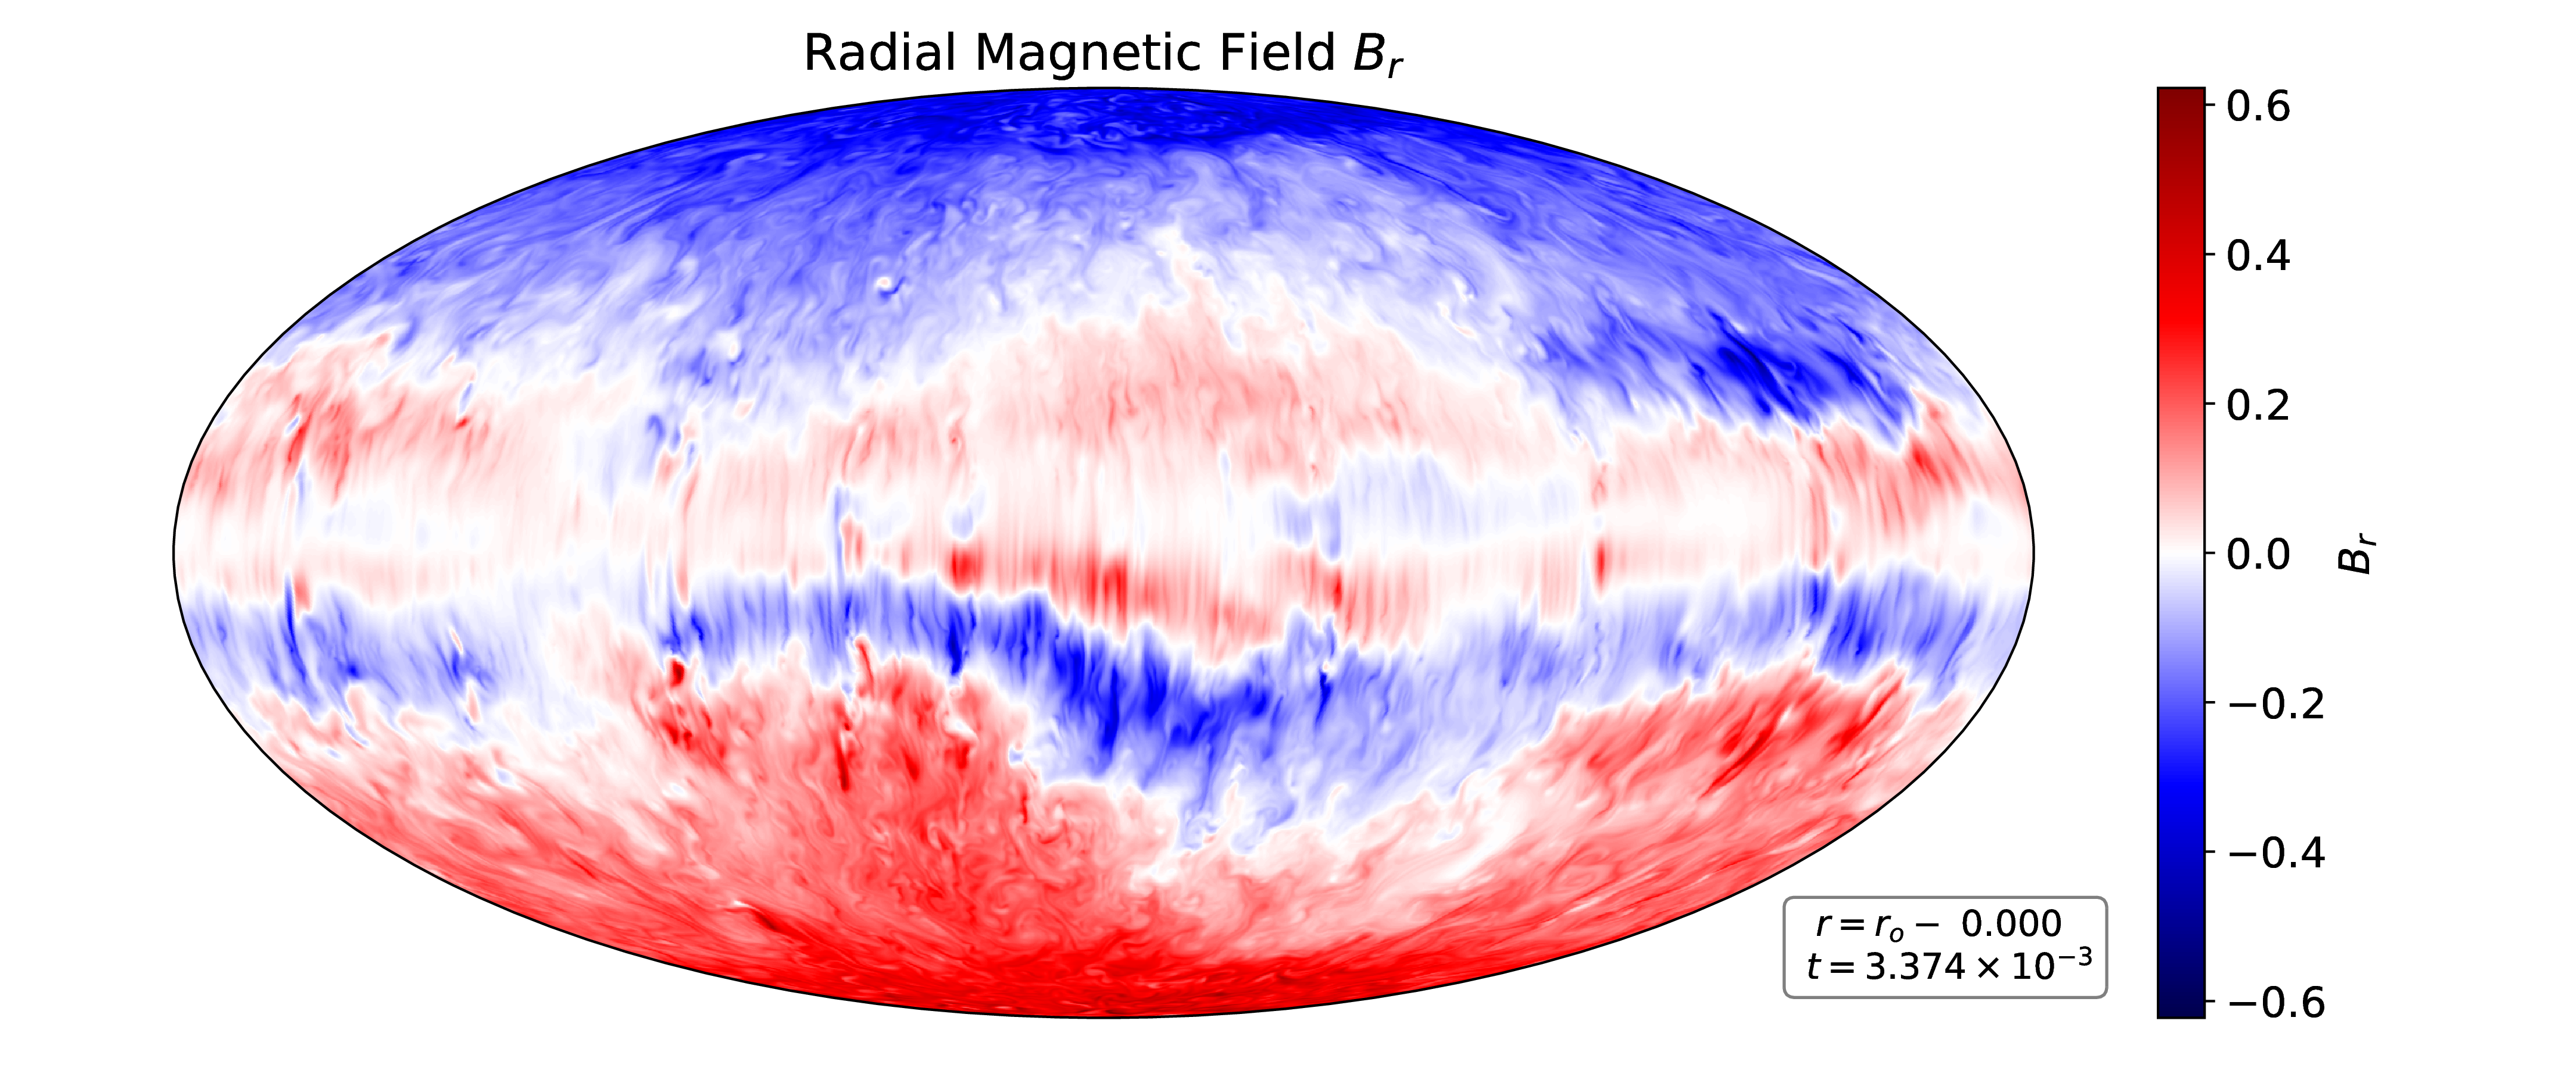 Radial Magnetic Field B_r
0.6
0.4
0.2
0.0
−0.2
−0.4
−0.6
B_r
r = r_o − 0.000
t = 3.374 × 10⁻³